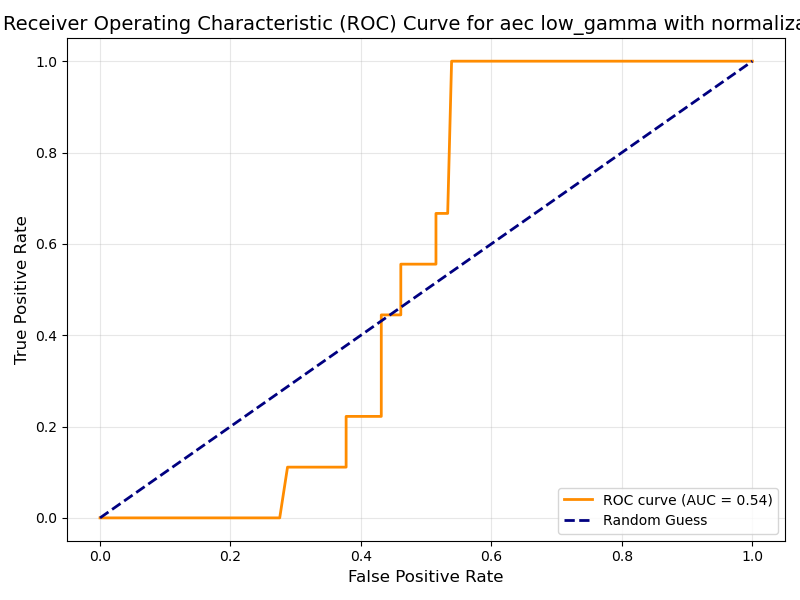 Receiver Operating Characteristic (ROC) Curve for aec low_gamma with normaliza
1.0
0.8
0.6
0.4
0.2
0.0
True Positive Rate
0.0 0.2 0.4 0.6 0.8 1.0
False Positive Rate
ROC curve (AUC = 0.54)
Random Guess